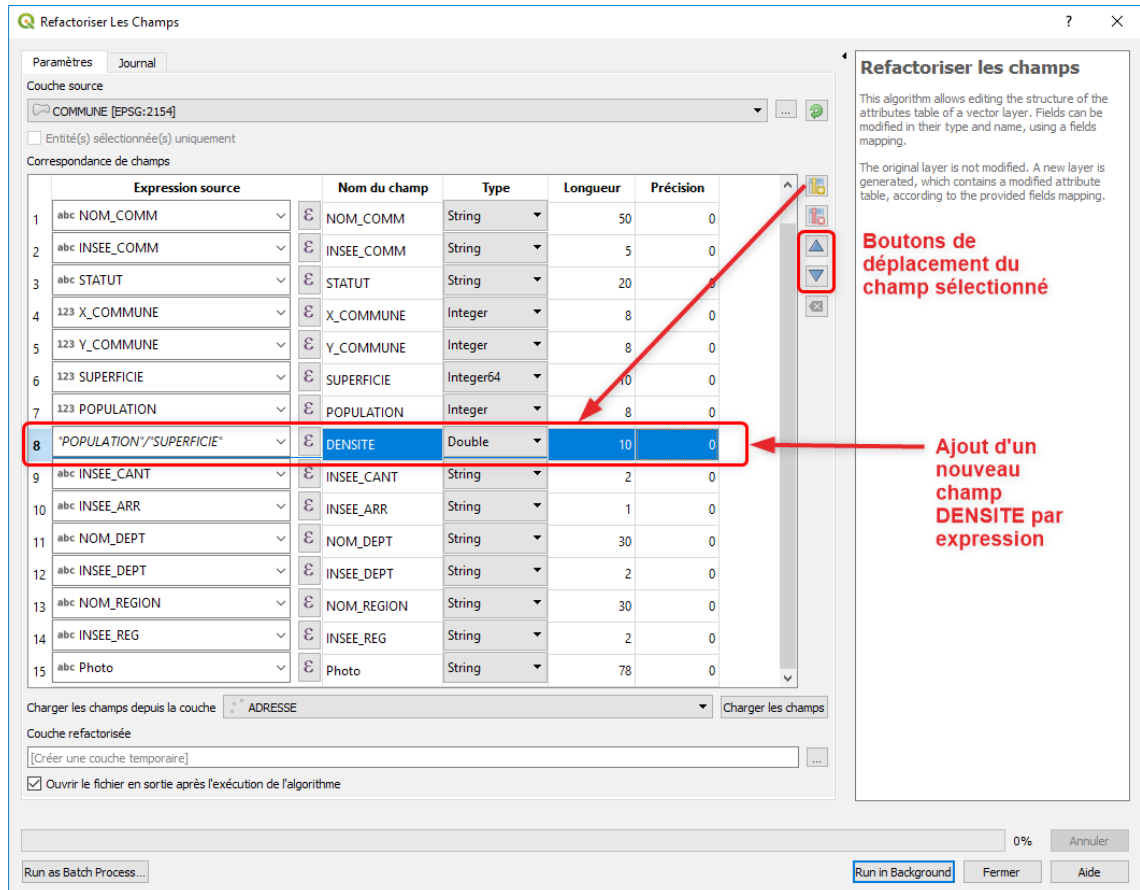 Refactoriser Les Champs
?
Paramètres Journal
Couche source
COMMUNE [EPSG:2154]
...
Entité(s) sélectionnée(s) uniquement
Correspondance de champs
Expression source Nom du champ Type Longueur Précision
1 abc NOM_COMM ε NOM_COMM String 50 0
2 abc INSEE_COMM ε INSEE_COMM String 5 0
3 abc STATUT ε STATUT String 20 0
4 123 X_COMMUNE ε X_COMMUNE Integer 8 0
5 123 Y_COMMUNE ε Y_COMMUNE Integer 8 0
6 123 SUPERFICIE ε SUPERFICIE Integer64 10 0
7 123 POPULATION ε POPULATION Integer 8 0
8 "POPULATION"/"SUPERFICIE" ε DENSITE Double 10 0
9 abc INSEE_CANT ε INSEE_CANT String 2 0
10 abc INSEE_ARR ε INSEE_ARR String 1 0
11 abc NOM_DEPT ε NOM_DEPT String 30 0
12 abc INSEE_DEPT ε INSEE_DEPT String 2 0
13 abc NOM_REGION ε NOM_REGION String 30 0
14 abc INSEE_REG ε INSEE_REG String 2 0
15 abc Photo ε Photo String 78 0
Charger les champs depuis la couche ADRESSE Charger les champs
Couche refactorisée
[Créer une couche temporaire]
...
Ouvrir le fichier en sortie après l'exécution de l'algorithme
Refactoriser les champs
This algorithm allows editing the structure of the
attributes table of a vector layer. Fields can be
modified in their type and name, using a fields
mapping.
The original layer is not modified. A new layer is
generated, which contains a modified attribute
table, according to the provided fields mapping.
Boutons de
déplacement du
champ sélectionné
Ajout d'un
nouveau
champ
DENSITE par
expression
0% Annuler
Run as Batch Process... Run in Background Fermer Aide